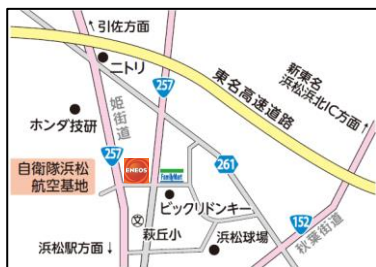 引佐方面
ニトリ
257
東名高速道路
新東名
浜松浜北IC方面
ホンダ技研
姫街道
257
自衛隊浜松
航空基地
ENEOS
FamilyMart
261
ビックリドンキー
文
萩丘小
浜松球場
152
秋葉街道
浜松駅方面